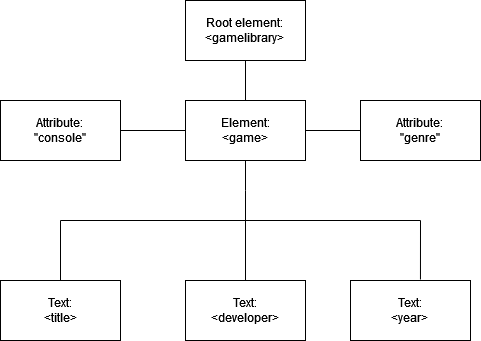 Root element:
<gamelibrary>
Attribute:
"console"
Element:
<game>
Attribute:
"genre"
Text:
<title>
Text:
<developer>
Text:
<year>